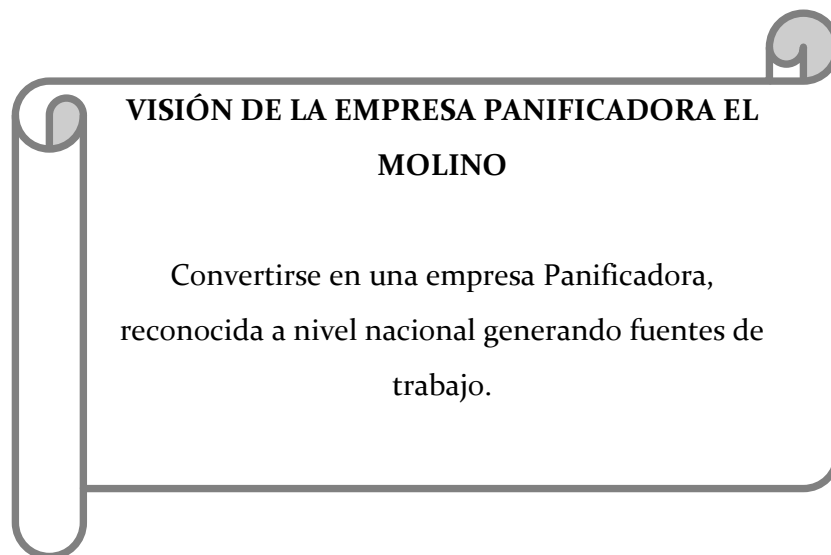 VISIÓN DE LA EMPRESA PANIFICADORA EL
MOLINO
Convertirse en una empresa Panificadora,
reconocida a nivel nacional generando fuentes de
trabajo.